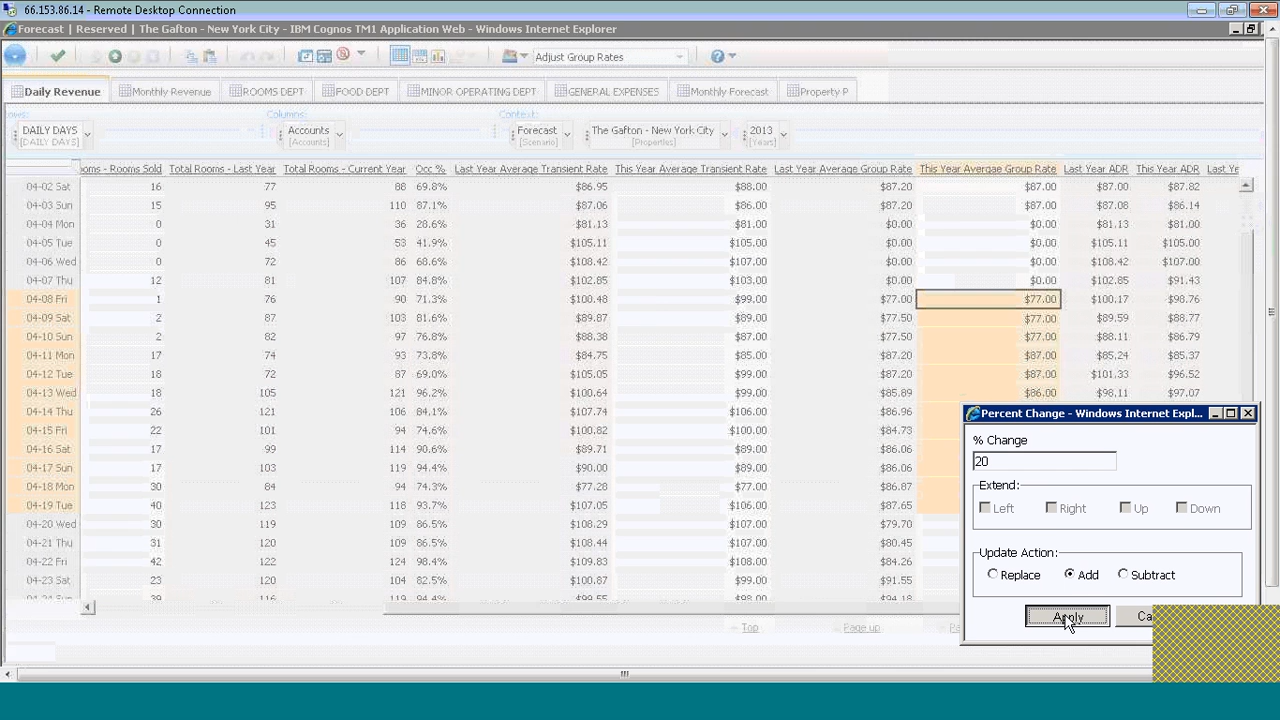 66.153.86.14 - Remote Desktop Connection
Forecast | Reserved | The Gafton - New York City - IBM Cognos TM1 Application Web - Windows Internet Explorer
Adjust Group Rates
Daily Revenue Monthly Revenue ROOMS DEPT FOOD DEPT MINOR OPERATING DEPT GENERAL EXPENSES Monthly Forecast Property P
ows: Columns: Context:
DAILY DAYS Accounts Forecast The Gafton - New York City 2013
[DAILY DAYS] [Accounts] [Scenario] [Properties] [Years]
ooms - Rooms Sold Total Rooms - Last Year Total Rooms - Current Year Occ % Last Year Average Transient Rate This Year Average Transient Rate Last Year Average Group Rate This Year Avergae Group Rate Last Year ADR This Year ADR Last Ye
04-02 Sat 16 77 88 69.8% $86.95 $88.00 $87.20 $87.00 $87.00 $87.82
04-03 Sun 15 95 110 87.1% $87.06 $86.00 $87.20 $87.00 $87.08 $86.14
04-04 Mon 0 31 36 28.6% $81.13 $81.00 $0.00 $0.00 $81.13 $81.00
04-05 Tue 0 45 53 41.9% $105.11 $105.00 $0.00 $0.00 $105.11 $105.00
04-06 Wed 0 72 86 68.6% $108.42 $107.00 $0.00 $0.00 $108.42 $107.00
04-07 Thu 12 81 107 84.8% $102.85 $103.00 $0.00 $0.00 $102.85 $91.43
04-08 Fri 1 76 90 71.3% $100.48 $99.00 $77.00 $77.00 $100.17 $98.76
04-09 Sat 2 87 103 81.6% $89.87 $89.00 $77.50 $77.00 $89.59 $88.77
04-10 Sun 2 82 97 76.8% $88.38 $87.00 $77.50 $77.00 $88.11 $86.79
04-11 Mon 17 74 93 73.8% $84.75 $85.00 $87.20 $87.00 $85.24 $85.37
04-12 Tue 18 72 87 69.0% $105.05 $99.00 $87.20 $87.00 $101.33 $96.52
04-13 Wed 18 105 121 96.2% $100.64 $99.00 $85.89 $86.00 $98.11 $97.07
04-14 Thu 26 121 106 84.1% $107.74 $106.00 $86.96
04-15 Fri 22 101 94 74.6% $100.82 $99.00 $84.73
04-16 Sat 17 99 114 90.6% $89.71 $89.00 $86.06
04-17 Sun 17 103 119 94.4% $90.00 $89.00 $86.06
04-18 Mon 30 84 94 74.3% $77.28 $77.00 $86.87
04-19 Tue 40 123 118 93.7% $107.05 $106.00 $87.65
04-20 Wed 30 119 109 86.5% $108.29 $107.00 $79.70
04-21 Thu 31 120 109 86.5% $108.44 $107.00 $80.45
04-22 Fri 42 122 124 98.4% $109.83 $108.00 $84.26
04-23 Sat 23 120 104 82.5% $100.87 $99.00 $91.55
04-24 Sun 39 116 119 94.4% $99.55 $98.00 $94.18
Top Page up Pa
Percent Change - Windows Internet Expl...
% Change
20
Extend:
Left Right Up Down
Update Action:
Replace Add Subtract
Apply Ca